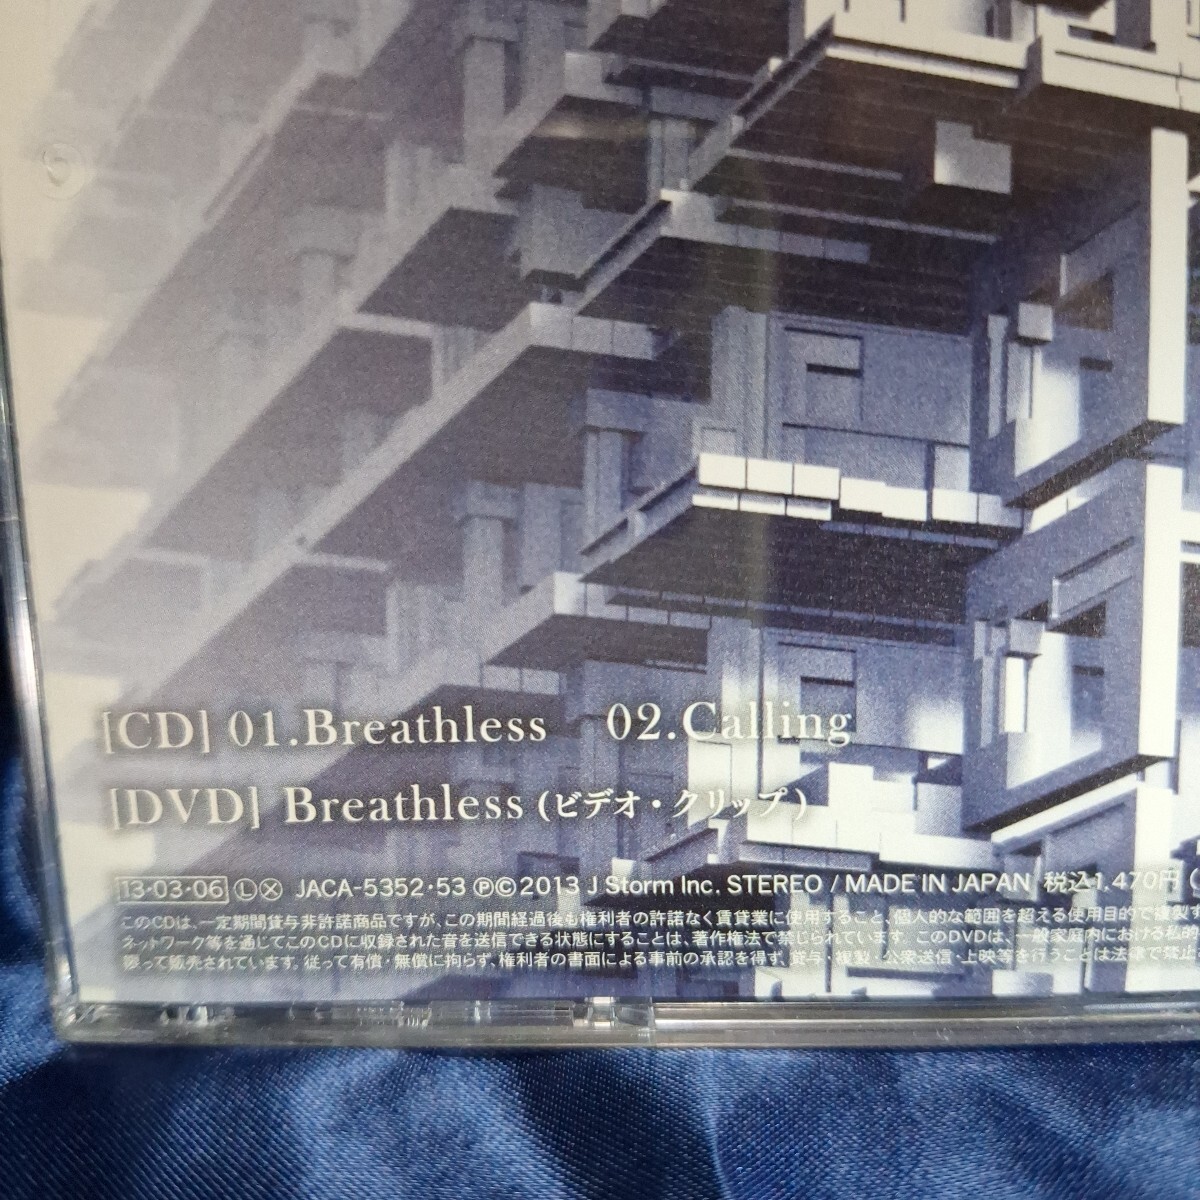 [CD] 01.Breathless 02.Calling
[DVD] Breathless (ビデオ・クリップ)
13・03・06 Ⓛ Ⓧ JACA-5352・53 ℗©2013 J Storm Inc. STEREO / MADE IN JAPAN 税込1,470円 (
このCDは、一定期間貸与非許諾商品ですが、この期間経過後も権利者の許諾なく賃貸業に使用すること、個人的な範囲を超える使用目的で複製す
ネットワーク等を通じてこのCDに収録された音を送信できる状態にすることは、著作権法で禁じられています。このDVDは、一般家庭内における私的
限って販売されています。従って有償・無償に拘らず、権利者の書面による事前の承認を得ず、貸与・複製・公衆送信・上映等を行うことは法律で禁止